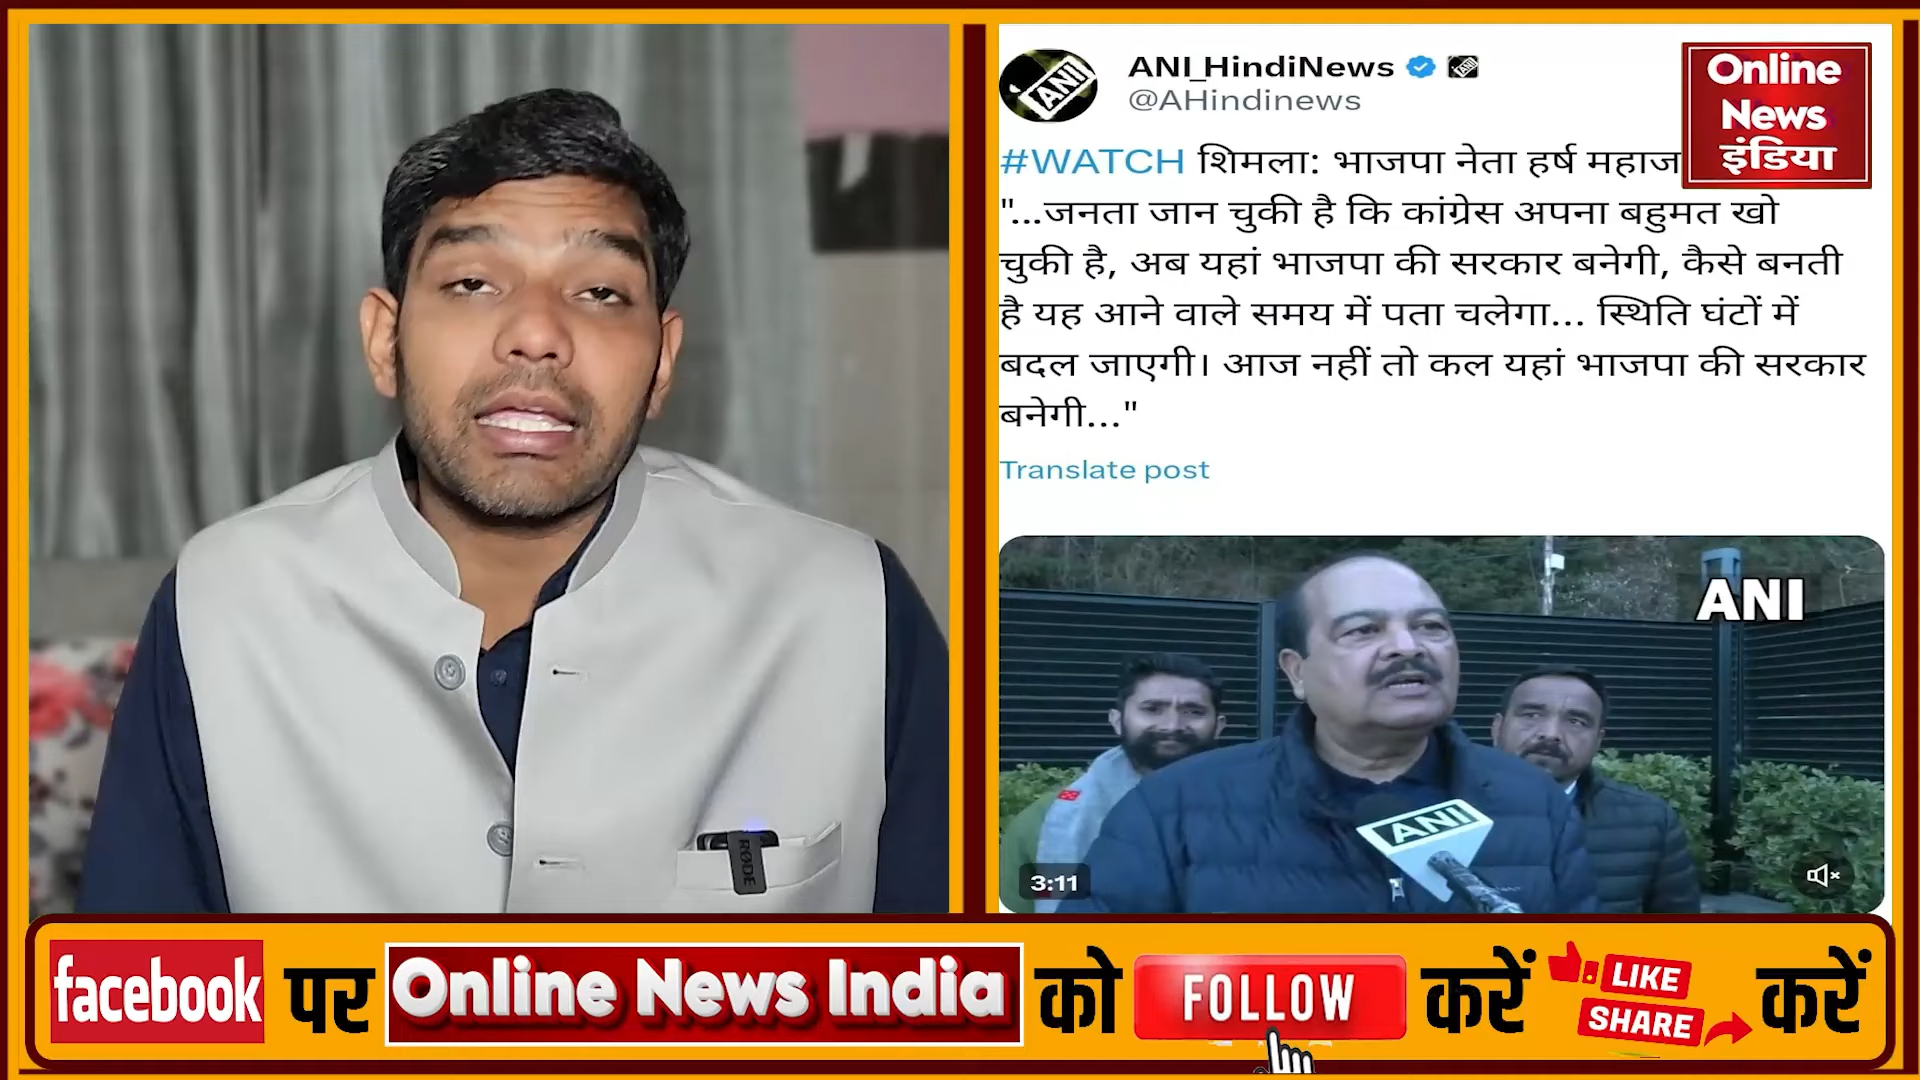 ANI_HindiNews
@AHindinews
Online
News
इंडिया
#WATCH शिमला: भाजपा नेता हर्ष
"...जनता जान चुकी है कि कांग्रेस अपना बहुमत खो
चुकी है, अब यहां भाजपा की सरकार बनेगी, कैसे बनती
है यह आने वाले समय में पता चलेगा... स्थिति घंटों में
बदल जाएगी। आज नहीं तो कल यहां भाजपा की सरकार
बनेगी..."
Translate post
ANI
ANI
3:11
RØDE
facebook पर Online News India को FOLLOW करें LIKE SHARE करें